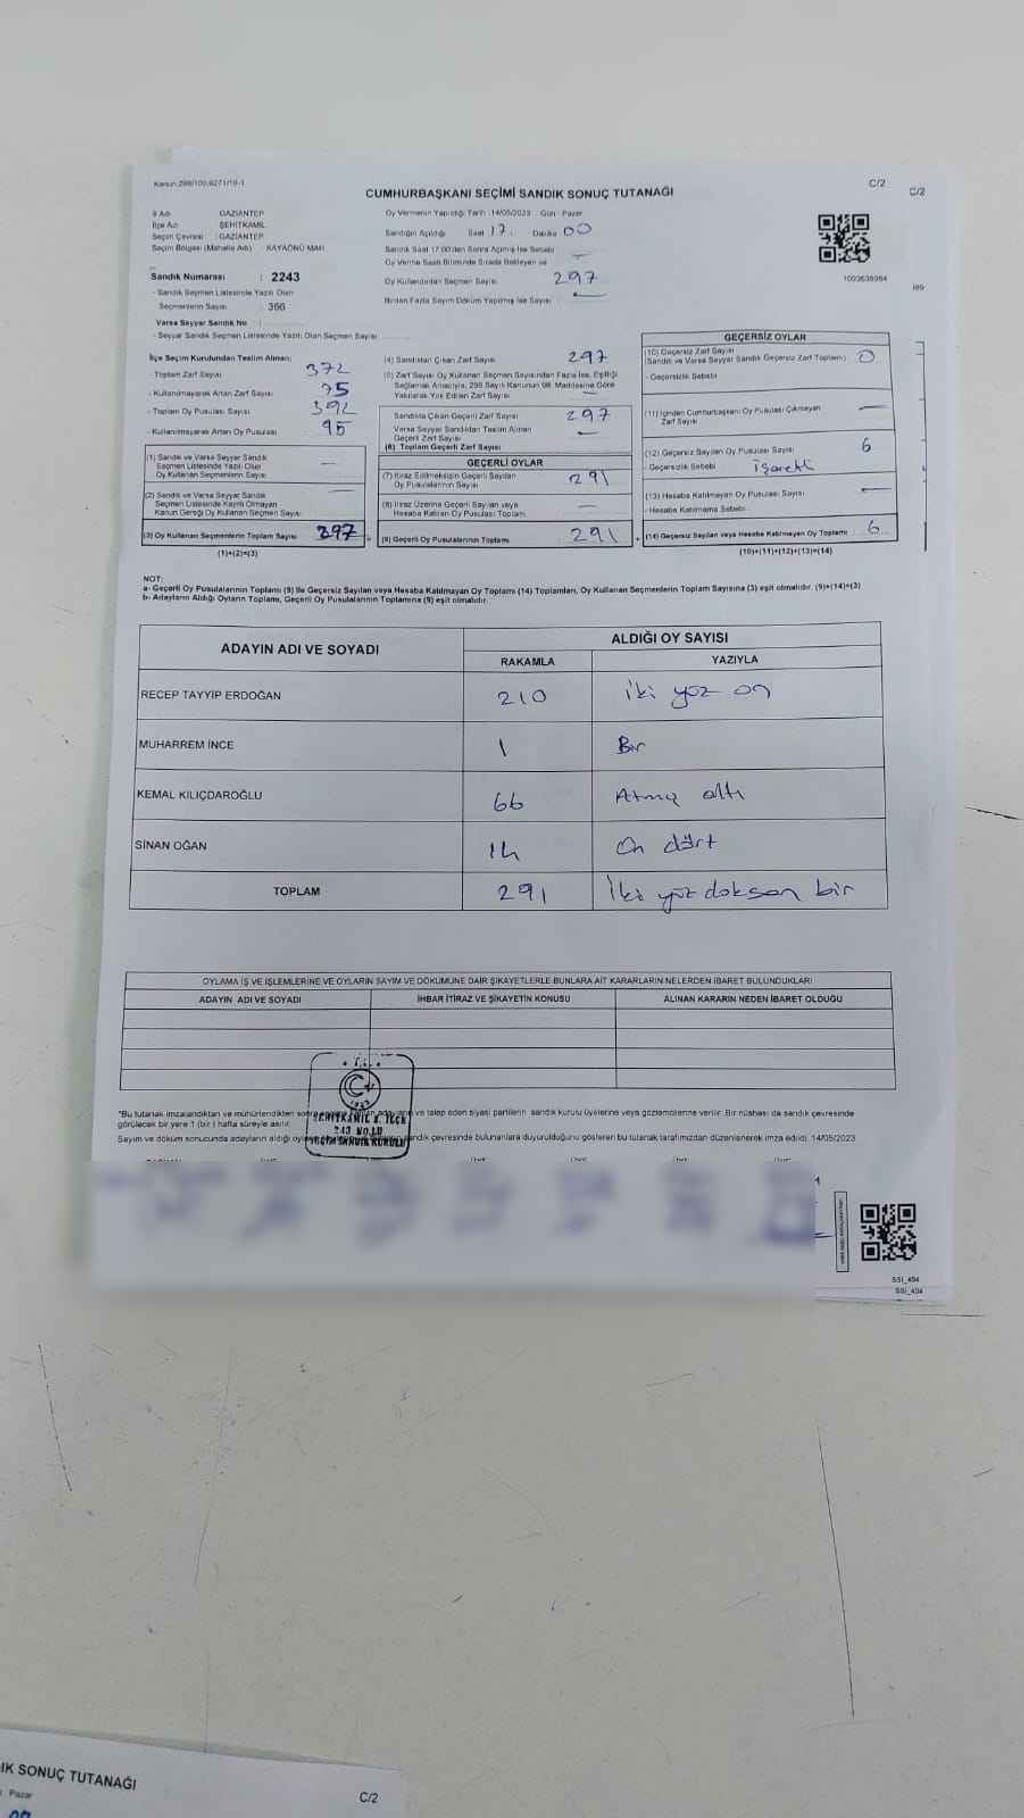 Kanun:298/100,6271/19-1
C/2
C/2
CUMHURBAŞKANI SEÇİMİ SANDIK SONUÇ TUTANAĞI
İl Adı : GAZİANTEP
İlçe Adı : ŞEHİTKAMİL
Seçim Çevresi : GAZİANTEP
Seçim Bölgesi (Mahalle Adı) : KAYAÖNÜ MAH.
Sandık Numarası : 2243
- Sandık Seçmen Listesinde Yazılı Olan
Seçmenlerin Sayısı : 366
Varsa Seyyar Sandık No :
- Seyyar Sandık Seçmen Listesinde Yazılı Olan Seçmen Sayısı
Oy Vermenin Yapıldığı Tarih :14/05/2023 Gün : Pazar
Sandığın Açıldığı Saat 17 : Dakika 00
Sandık Saat 17.00'den Sonra Açılmış İse Sebebi
Oy Verme Saati Bitiminde Sırada Bekleyen ve —
Oy Kullandırılan Seçmen Sayısı 297
Birden Fazla Sayım Döküm Yapılmış İse Sayısı —
1003638984
İlçe Seçim Kurulundan Teslim Alınan;
- Toplam Zarf Sayısı 372
- Kullanılmayarak Artan Zarf Sayısı 75
- Toplam Oy Pusulası Sayısı 392
- Kullanılmayarak Artan Oy Pusulası 95
(1) Sandık ve Varsa Seyyar Sandık
Seçmen Listesinde Yazılı Olan
Oy Kullanan Seçmenlerin Sayısı —
(2) Sandık ve Varsa Seyyar Sandık
Seçmen Listesinde Kayıtlı Olmayan
Kanun Gereği Oy Kullanan Seçmen Sayısı —
(3) Oy Kullanan Seçmenlerin Toplam Sayısı 397
(1)+(2)=(3)
(4) Sandıktan Çıkan Zarf Sayısı 297
(5) Zarf Sayısı Oy Kullanan Seçmen Sayısından Fazla İse, Eşitliği
Sağlamak Amacıyla, 298 Sayılı Kanunun 98. Maddesine Göre
Yakılarak Yok Edilen Zarf Sayısı —
Sandıkta Çıkan Geçerli Zarf Sayısı 297
Varsa Seyyar Sandıktan Teslim Alınan
Geçerli Zarf Sayısı —
(6) Toplam Geçerli Zarf Sayısı
GEÇERLİ OYLAR
(7) İtiraz Edilmeksizin Geçerli Sayılan
Oy Pusulalarının Sayısı 291
(8) İtiraz Üzerine Geçerli Sayılan veya
Hesaba Katılan Oy Pusulası Toplamı —
(9) Geçerli Oy Pusulalarının Toplamı 291
GEÇERSİZ OYLAR
(10) Geçersiz Zarf Sayısı
(Sandık ve Varsa Seyyar Sandık Geçersiz Zarf Toplamı) 0
- Geçersizlik Sebebi
(11) İçinden Cumhurbaşkanı Oy Pusulası Çıkmayan
Zarf Sayısı —
(12) Geçersiz Sayılan Oy Pusulası Sayısı 6
- Geçersizlik Sebebi İşaretli
(13) Hesaba Katılmayan Oy Pusulası Sayısı —
- Hesaba Katılmama Sebebi
(14) Geçersiz Sayılan veya Hesaba Katılmayan Oy Toplamı 6
(10)+(11)+(12)+(13)=(14)
NOT:
a- Geçerli Oy Pusulalarının Toplamı (9) ile Geçersiz Sayılan veya Hesaba Katılmayan Oy Toplamı (14) Toplamları, Oy Kullanan Seçmenlerin Toplam Sayısına (3) eşit olmalıdır. (9)+(14)=(3)
b- Adayların Aldığı Oyların Toplamı, Geçerli Oy Pusulalarının Toplamına (9) eşit olmalıdır.
ADAYIN ADI VE SOYADI
ALDIĞI OY SAYISI
RAKAMLA YAZIYLA
RECEP TAYYİP ERDOĞAN 210 İki yüz on
MUHARREM İNCE 1 Bir
KEMAL KILIÇDAROĞLU 66 Atmış altı
SİNAN OĞAN 14 On dört
TOPLAM 291 İki yüz doksan bir
OYLAMA İŞ VE İŞLEMLERİNE VE OYLARIN SAYIM VE DÖKÜMÜNE DAİR ŞİKAYETLERLE BUNLARA AİT KARARLARIN NELERDEN İBARET BULUNDUKLARI
ADAYIN ADI VE SOYADI İHBAR İTİRAZ VE ŞİKAYETİN KONUSU ALINAN KARARIN NEDEN İBARET OLDUĞU
*Bu tutanak imzalandıktan ve mühürlendikten ve talep eden siyasi partilerin sandık kurulu üyelerine veya gözlemcilerine verilir. Bir nüshası da sandık çevresinde
görülecek bir yere 1 (bir) hafta süreyle asılır.
Sayım ve döküm sonucunda adayların aldığı sandık çevresinde bulunanlara duyurulduğunu gösteren bu tutanak tarafımızdan düzenlenerek imza edildi. 14/05/2023
1923
ŞEHİTKAMİL 2. İLÇE
243 NO.LU
SEÇİM SANDIK KURULU
SSI_494
SSI_494
IK SONUÇ TUTANAĞI
: Pazar
C/2